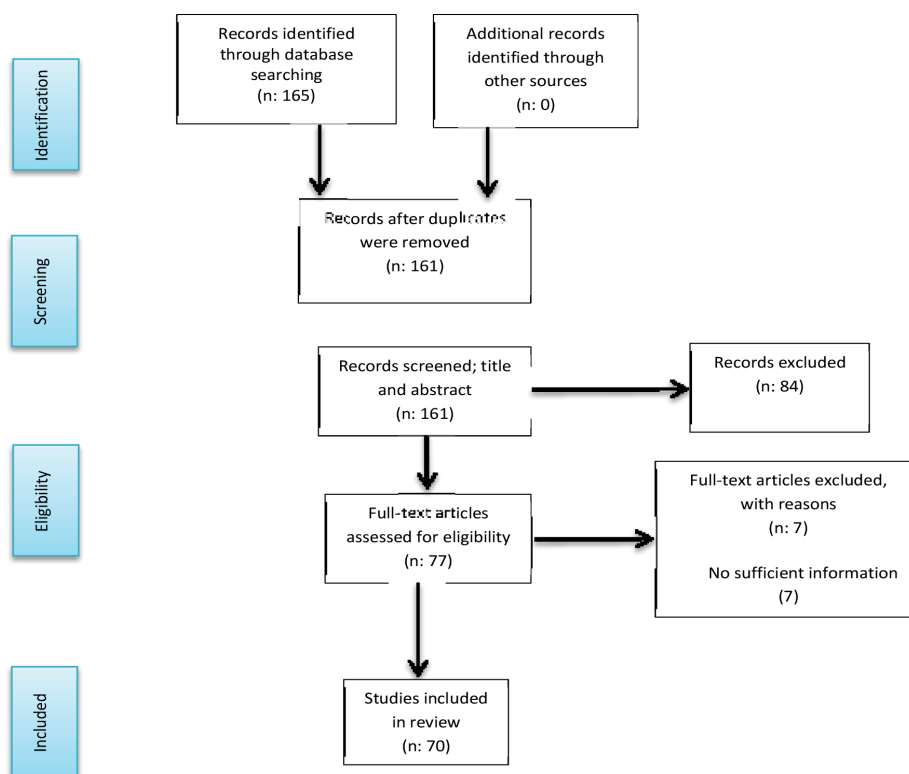 Identification
Records identified
through database
searching
(n: 165)
Additional records
identified through
other sources
(n: 0)
Records after duplicates
were removed
(n: 161)
Screening
Records screened; title
and abstract
(n: 161)
Records excluded
(n: 84)
Eligibility
Full-text articles
assessed for eligibility
(n: 77)
Full-text articles excluded,
with reasons
(n: 7)
No sufficient information
(7)
Included
Studies included
in review
(n: 70)